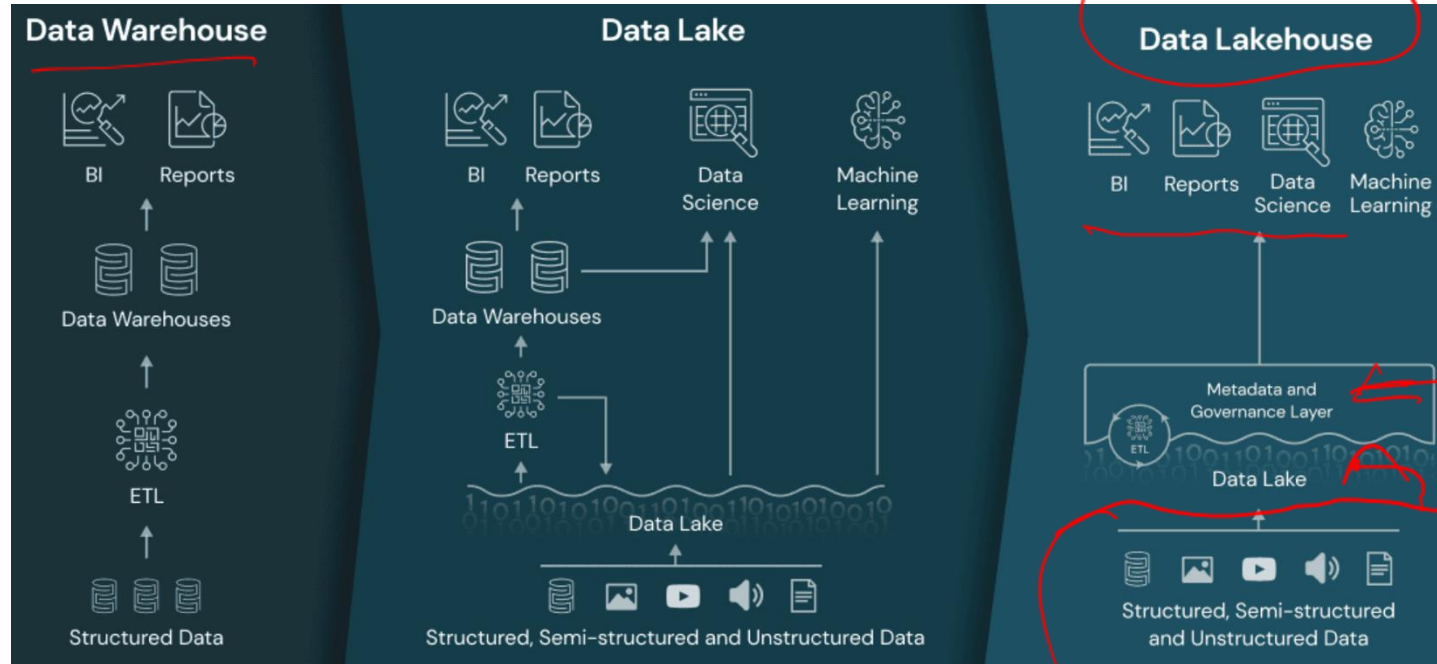 Data Warehouse
BI
Reports
Data Warehouses
ETL
Structured Data
Data Lake
BI
Reports
Data
Science
Machine
Learning
Data Warehouses
ETL
Data Lake
Structured, Semi-structured and Unstructured Data
Data Lakehouse
BI
Reports
Data
Science
Machine
Learning
Metadata and
Governance Layer
ETL
Data Lake
Structured, Semi-structured
and Unstructured Data